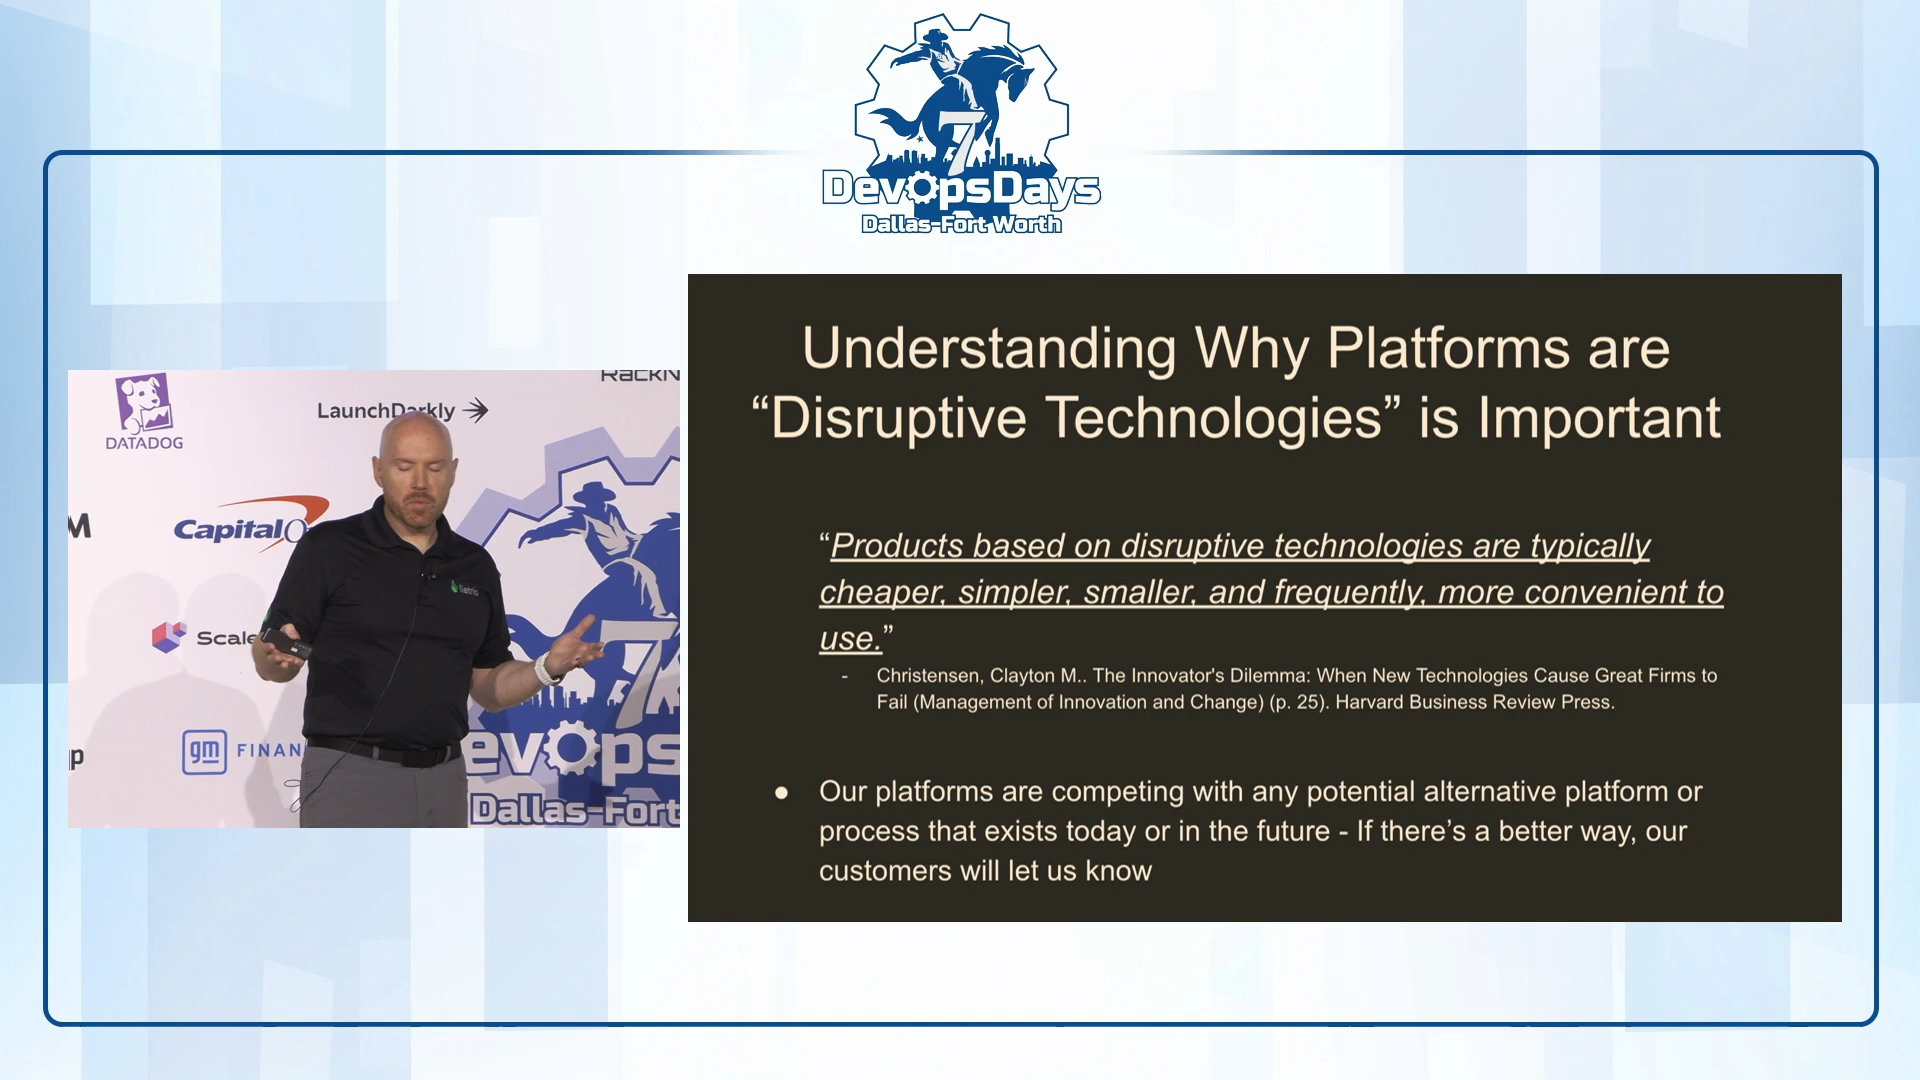 7
DevOpsDays
Dallas-Fort Worth
DATADOG
LaunchDarkly
Capital
Scale
gm FINAN
7
evOps
Dallas-Fort
liatrio
Understanding Why Platforms are
“Disruptive Technologies” is Important
“Products based on disruptive technologies are typically
cheaper, simpler, smaller, and frequently, more convenient to
use.”
- Christensen, Clayton M.. The Innovator's Dilemma: When New Technologies Cause Great Firms to
Fail (Management of Innovation and Change) (p. 25). Harvard Business Review Press.
● Our platforms are competing with any potential alternative platform or
process that exists today or in the future - If there’s a better way, our
customers will let us know